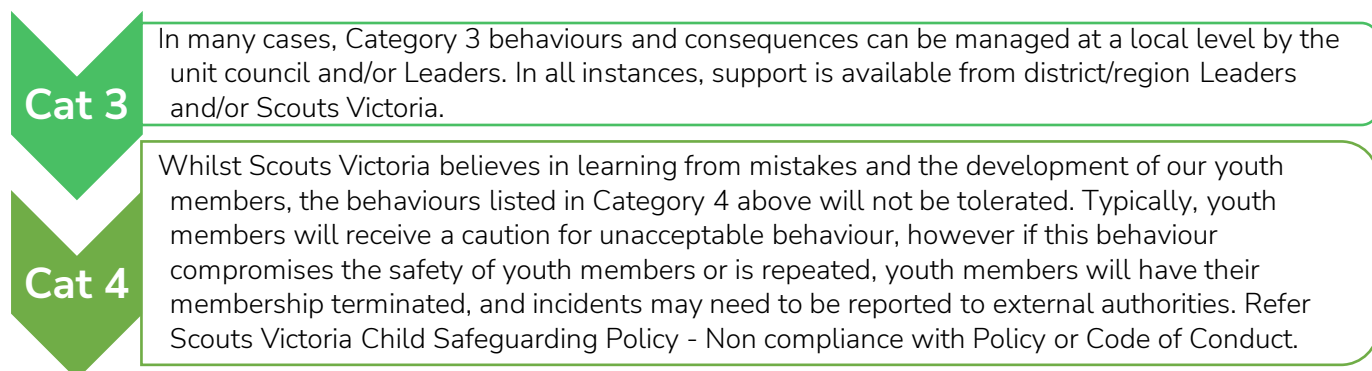 Cat 3
In many cases, Category 3 behaviours and consequences can be managed at a local level by the
unit council and/or Leaders. In all instances, support is available from district/region Leaders
and/or Scouts Victoria.
Cat 4
Whilst Scouts Victoria believes in learning from mistakes and the development of our youth
members, the behaviours listed in Category 4 above will not be tolerated. Typically, youth
members will receive a caution for unacceptable behaviour, however if this behaviour
compromises the safety of youth members or is repeated, youth members will have their
membership terminated, and incidents may need to be reported to external authorities. Refer
Scouts Victoria Child Safeguarding Policy - Non compliance with Policy or Code of Conduct.